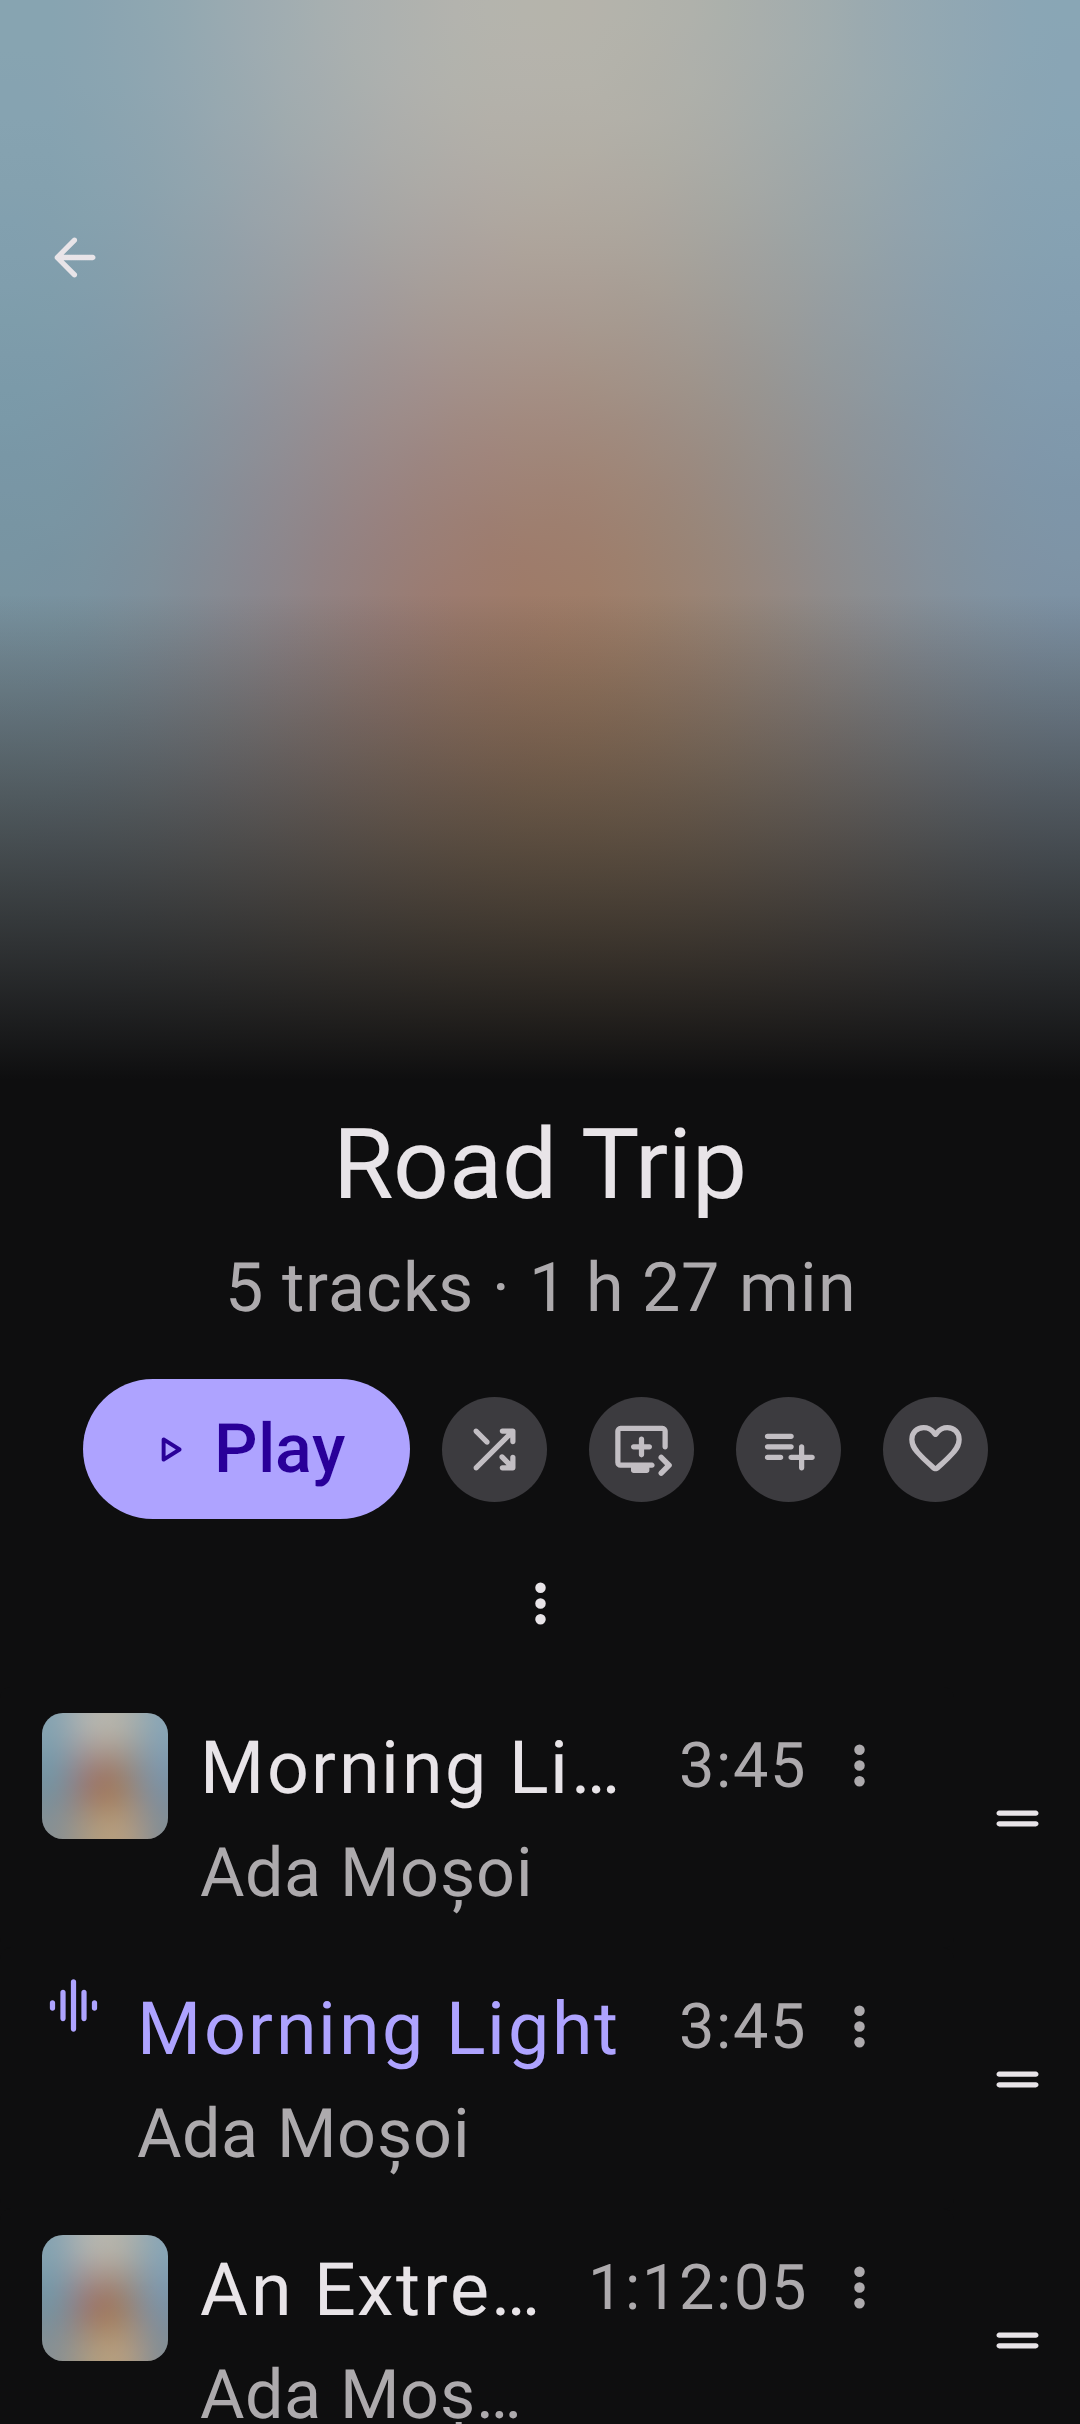 Road Trip
5 tracks · 1 h 27 min
Play
Morning Li… 3:45
Ada Moșoi
Morning Light 3:45
Ada Moșoi
An Extre… 1:12:05
Ada Moș…